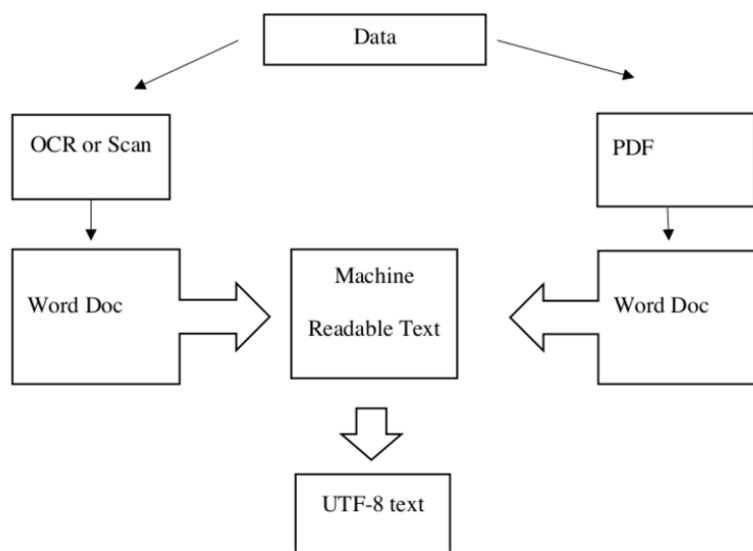 Data
OCR or Scan
PDF
Word Doc
Machine
Readable Text
Word Doc
UTF-8 text